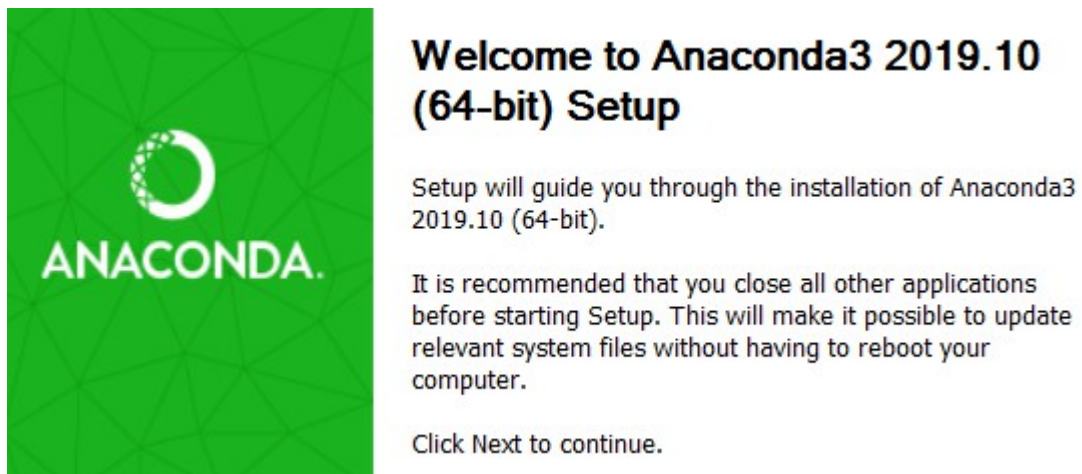 ANACONDA.
Welcome to Anaconda3 2019.10
(64-bit) Setup
Setup will guide you through the installation of Anaconda3
2019.10 (64-bit).
It is recommended that you close all other applications
before starting Setup. This will make it possible to update
relevant system files without having to reboot your
computer.
Click Next to continue.